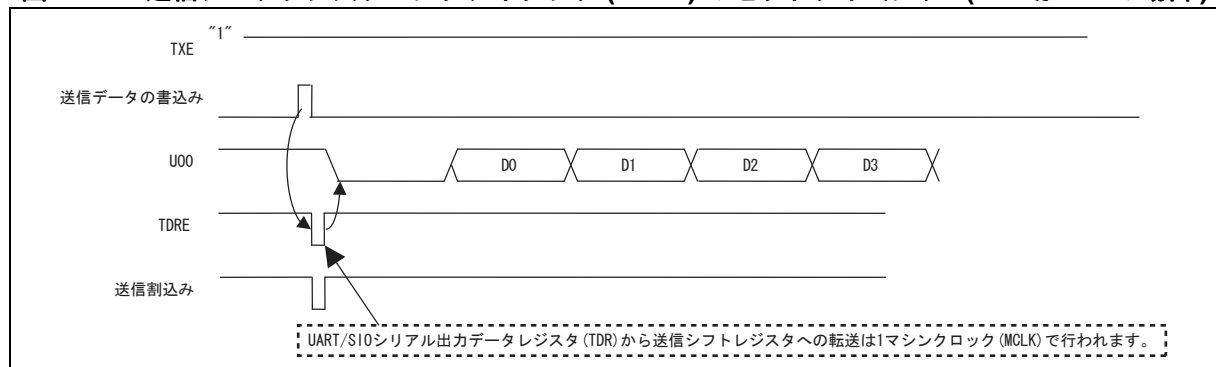 "1"
TXE
送信データの書込み
UO0
D0 D1 D2 D3
TDRE
送信割込み
UART/SIOシリアル出力データレジスタ(TDR)から送信シフトレジスタへの転送は1マシンクロック(MCLK)で行われます。